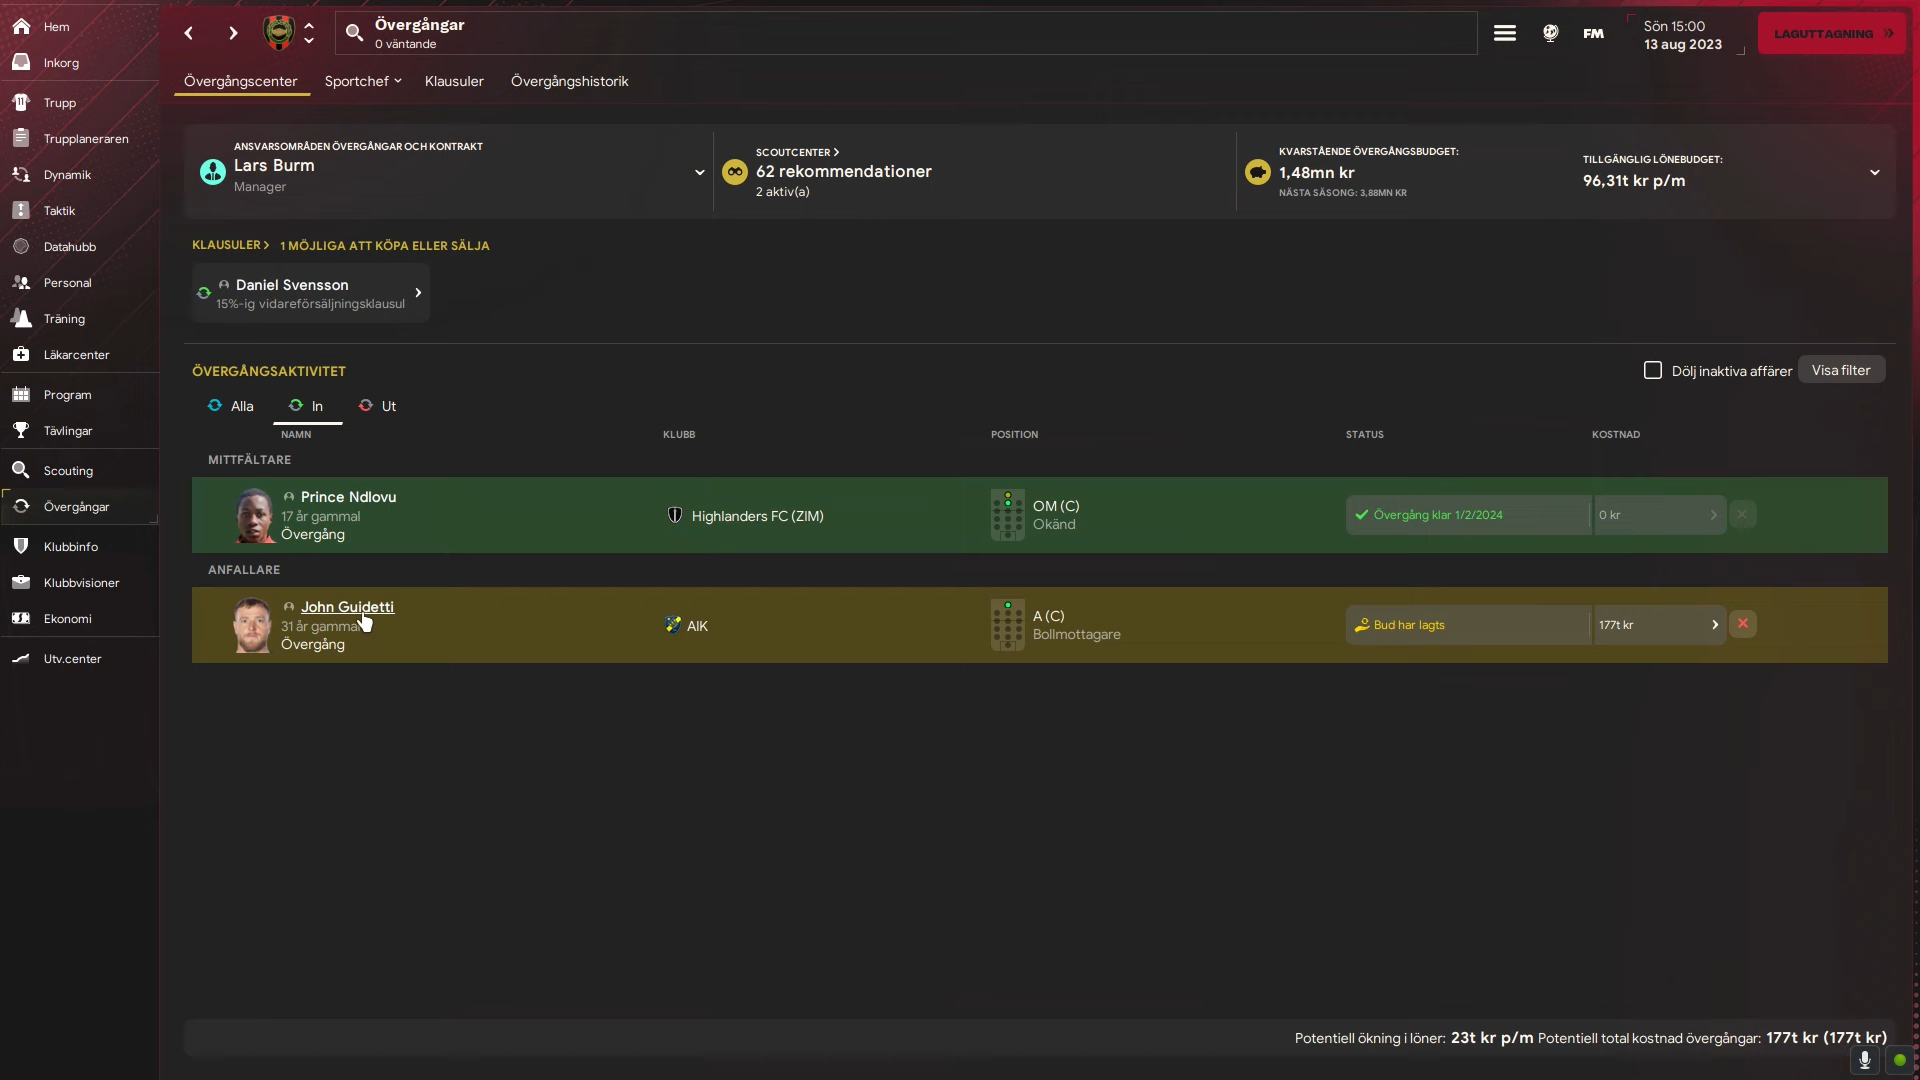 Hem
Inkorg
Trupp
Trupplaneraren
Dynamik
Taktik
Datahubb
Personal
Träning
Läkarcenter
Program
Tävlingar
Scouting
Övergångar
Klubbinfo
Klubbvisioner
Ekonomi
Utv.center
Övergångar
0 väntande
FM
Sön 15:00
13 aug 2023
LAGUTTAGNING
Övergångscenter
Sportchef
Klausuler
Övergångshistorik
ANSVARSOMRÅDEN ÖVERGÅNGAR OCH KONTRAKT
Lars Burm
Manager
SCOUTCENTER >
62 rekommendationer
2 aktiv(a)
KVARSTÅENDE ÖVERGÅNGSBUDGET:
1,48mn kr
NÄSTA SÄSONG: 3,88MN KR
TILLGÄNGLIG LÖNEBUDGET:
96,31t kr p/m
KLAUSULER > 1 MÖJLIGA ATT KÖPA ELLER SÄLJA
Daniel Svensson
15%-ig vidareförsäljningsklausul
ÖVERGÅNGSAKTIVITET
Dölj inaktiva affärer
Visa filter
Alla
In
Ut
NAMN KLUBB POSITION STATUS KOSTNAD
MITTFÄLTARE
Prince Ndlovu
17 år gammal
Övergång
Highlanders FC (ZIM)
OM (C)
Okänd
Övergång klar 1/2/2024
0 kr
ANFALLARE
John Guidetti
31 år gammal
Övergång
AIK
A (C)
Bollmottagare
Bud har lagts
177t kr
Potentiell ökning i löner: 23t kr p/m Potentiell total kostnad övergångar: 177t kr (177t kr)